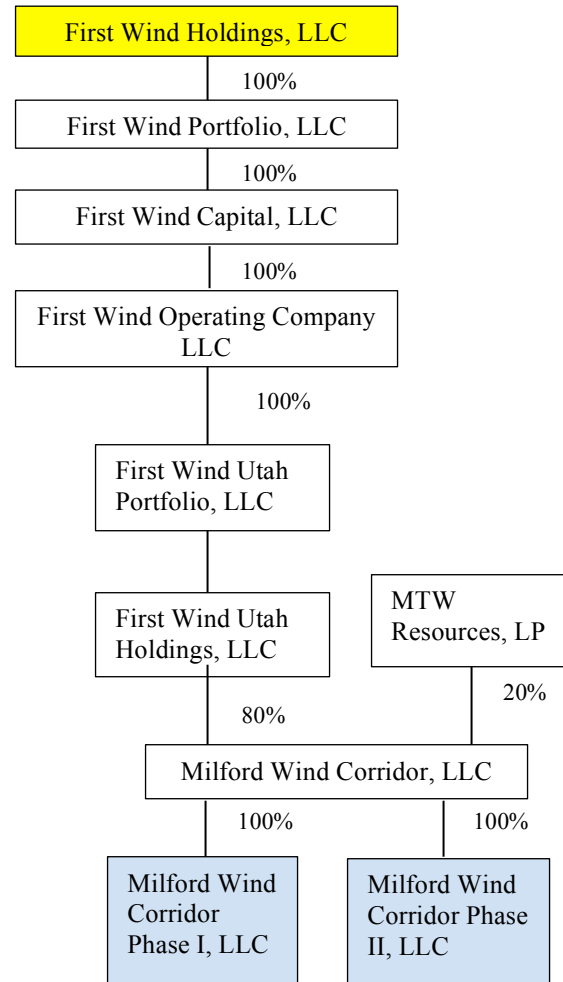 First Wind Holdings, LLC
100%
First Wind Portfolio, LLC
100%
First Wind Capital, LLC
100%
First Wind Operating Company
LLC
100%
First Wind Utah
Portfolio, LLC
First Wind Utah
Holdings, LLC
MTW
Resources, LP
80%
20%
Milford Wind Corridor, LLC
100%
100%
Milford Wind
Corridor
Phase I, LLC
Milford Wind
Corridor Phase
II, LLC